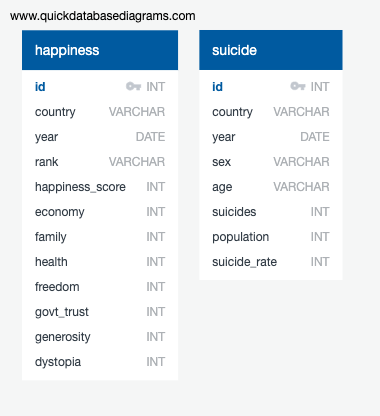 www.quickdatabasediagrams.com
happiness
id INT
country VARCHAR
year DATE
rank VARCHAR
happiness_score INT
economy INT
family INT
health INT
freedom INT
govt_trust INT
generosity INT
dystopia INT
suicide
id INT
country VARCHAR
year DATE
sex VARCHAR
age VARCHAR
suicides INT
population INT
suicide_rate INT